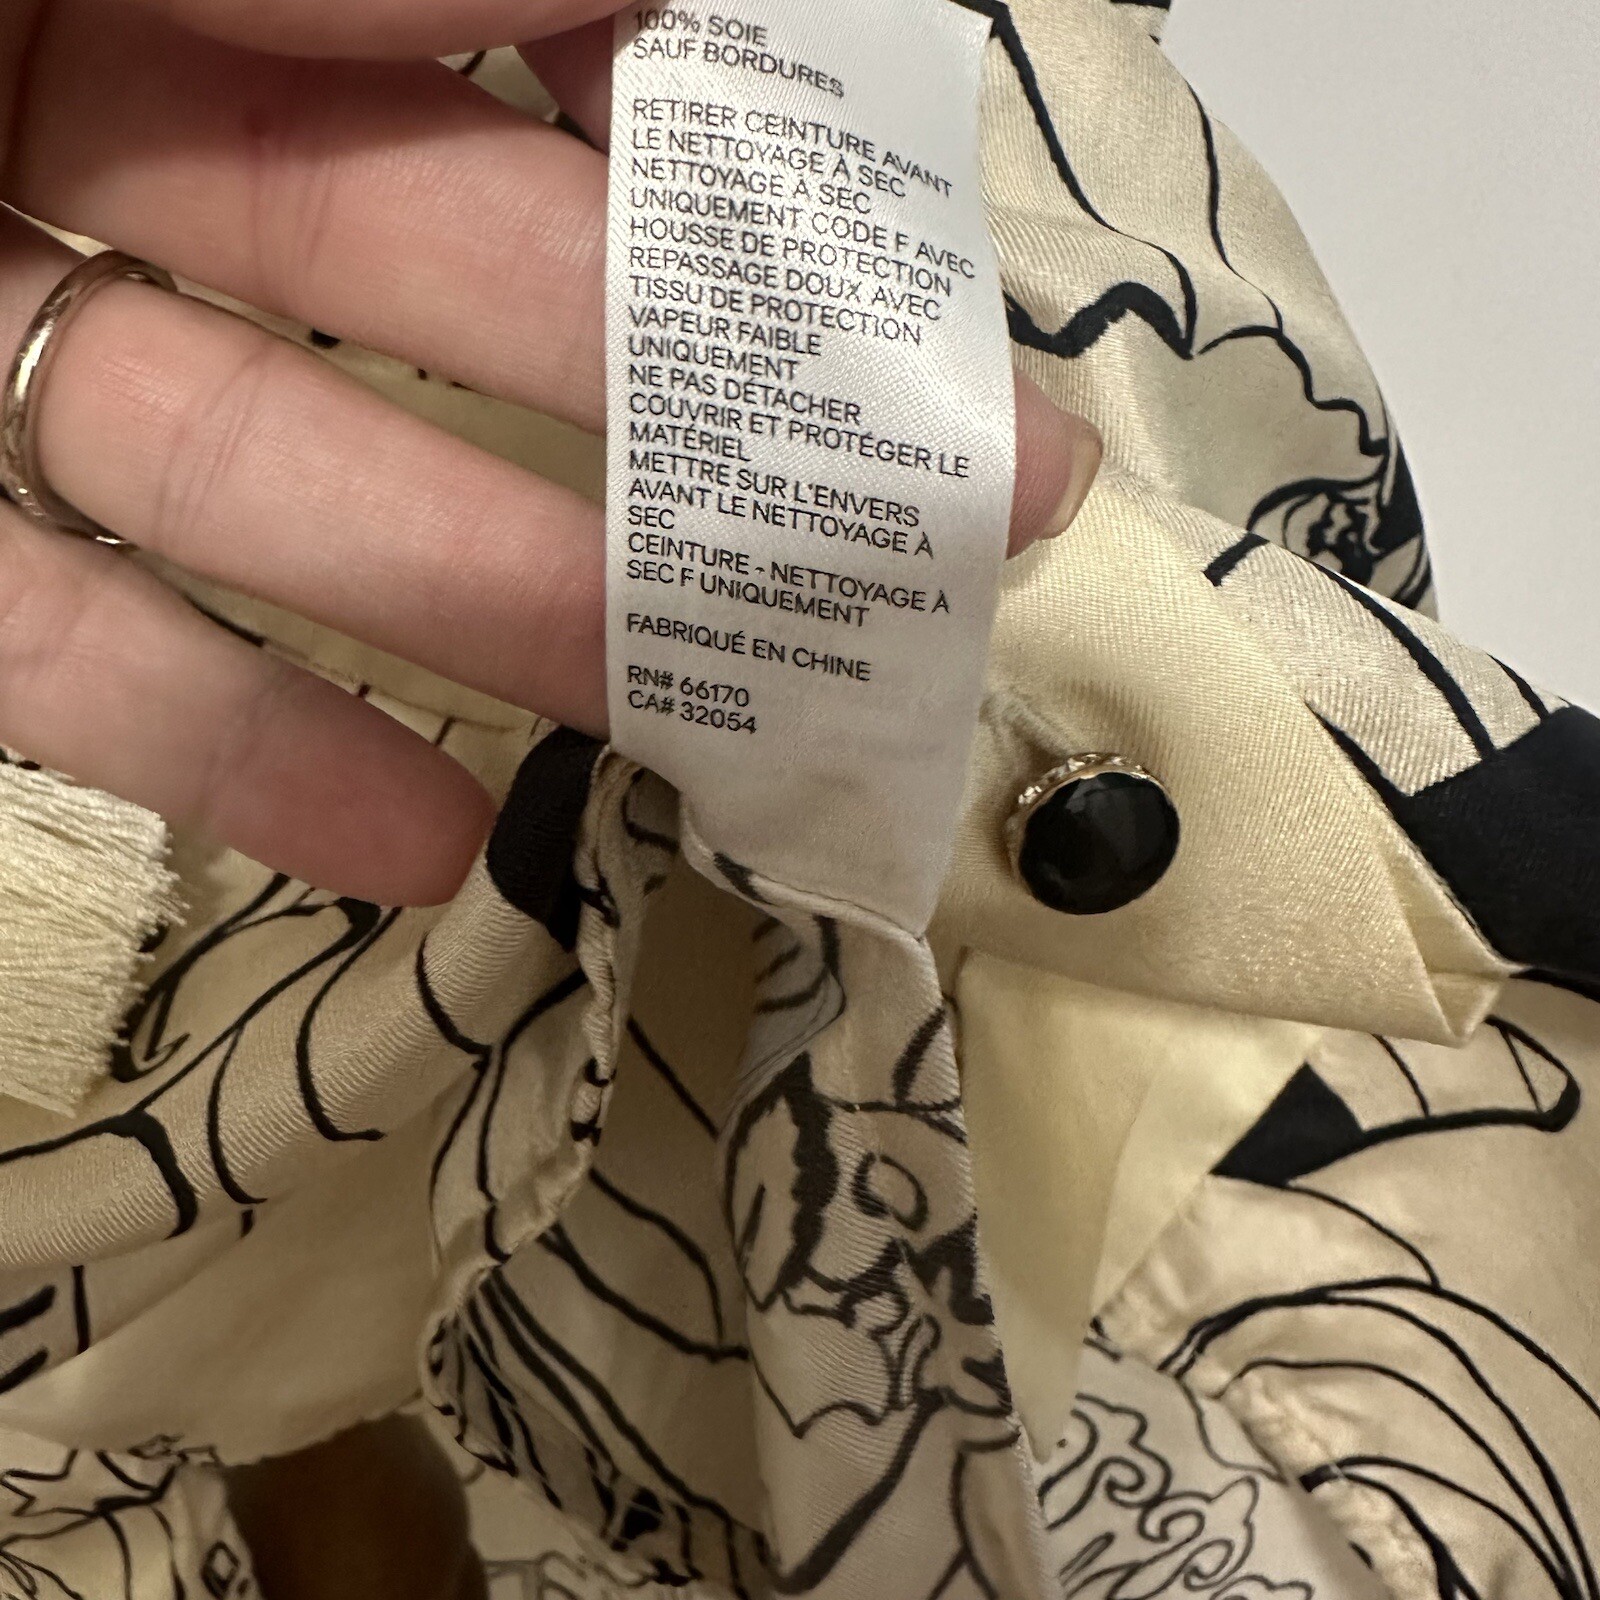 100% SOIE
SAUF BORDURES
RETIRER CEINTURE AVANT
LE NETTOYAGE À SEC
NETTOYAGE À SEC
UNIQUEMENT CODE F AVEC
HOUSSE DE PROTECTION
REPASSAGE DOUX AVEC
TISSU DE PROTECTION
VAPEUR FAIBLE
UNIQUEMENT
NE PAS DÉTACHER
COUVRIR ET PROTÉGER LE
MATÉRIEL
METTRE SUR L'ENVERS
AVANT LE NETTOYAGE À
SEC
CEINTURE - NETTOYAGE À
SEC F UNIQUEMENT
FABRIQUÉ EN CHINE
RN# 66170
CA# 32054